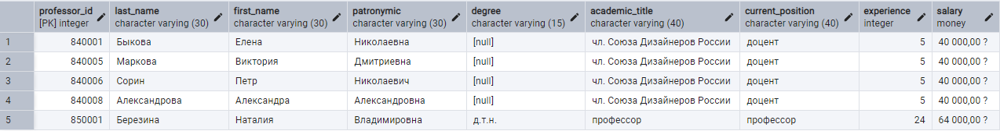 professor_id last_name first_name patronymic degree academic_title current_position experience salary
[PK] integer character varying (30) character varying (30) character varying (30) character varying (15) character varying (40) character varying (40) integer money
1 840001 Быкова Елена Николаевна [null] чл. Союза Дизайнеров России доцент 5 40 000,00 ?
2 840005 Маркова Виктория Дмитриевна [null] чл. Союза Дизайнеров России доцент 5 40 000,00 ?
3 840006 Сорин Петр Николаевич [null] чл. Союза Дизайнеров России доцент 5 40 000,00 ?
4 840008 Александрова Александра Александровна [null] чл. Союза Дизайнеров России доцент 5 40 000,00 ?
5 850001 Березина Наталия Владимировна д.т.н. профессор профессор 24 64 000,00 ?